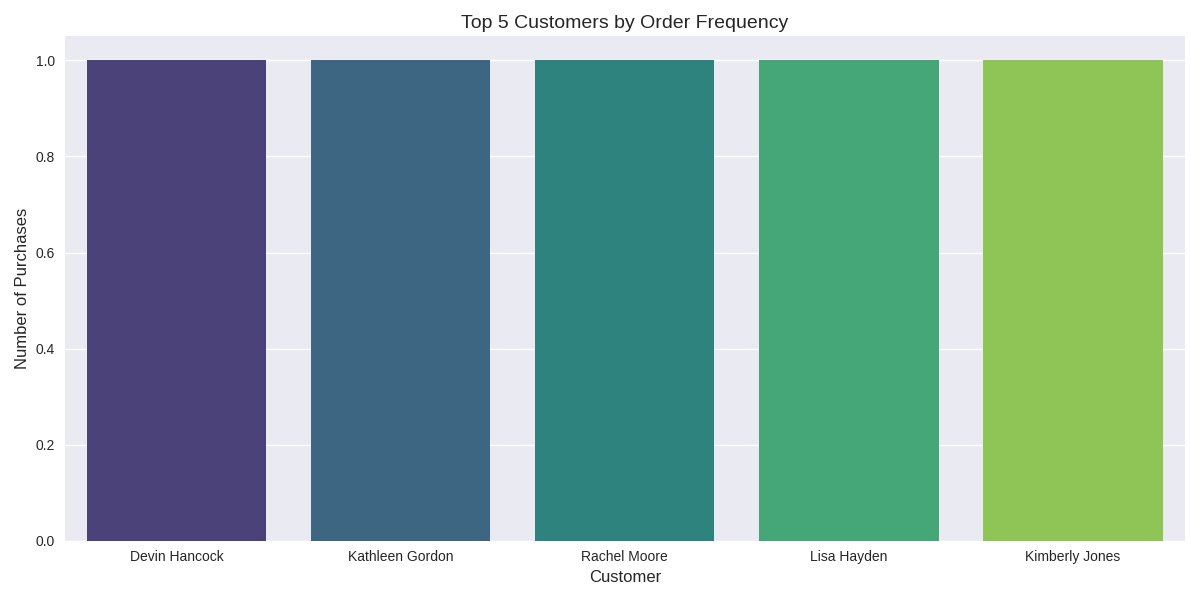 Top 5 Customers by Order Frequency
Number of Purchases
1.0
0.8
0.6
0.4
0.2
0.0
Devin Hancock Kathleen Gordon Rachel Moore Lisa Hayden Kimberly Jones
Customer